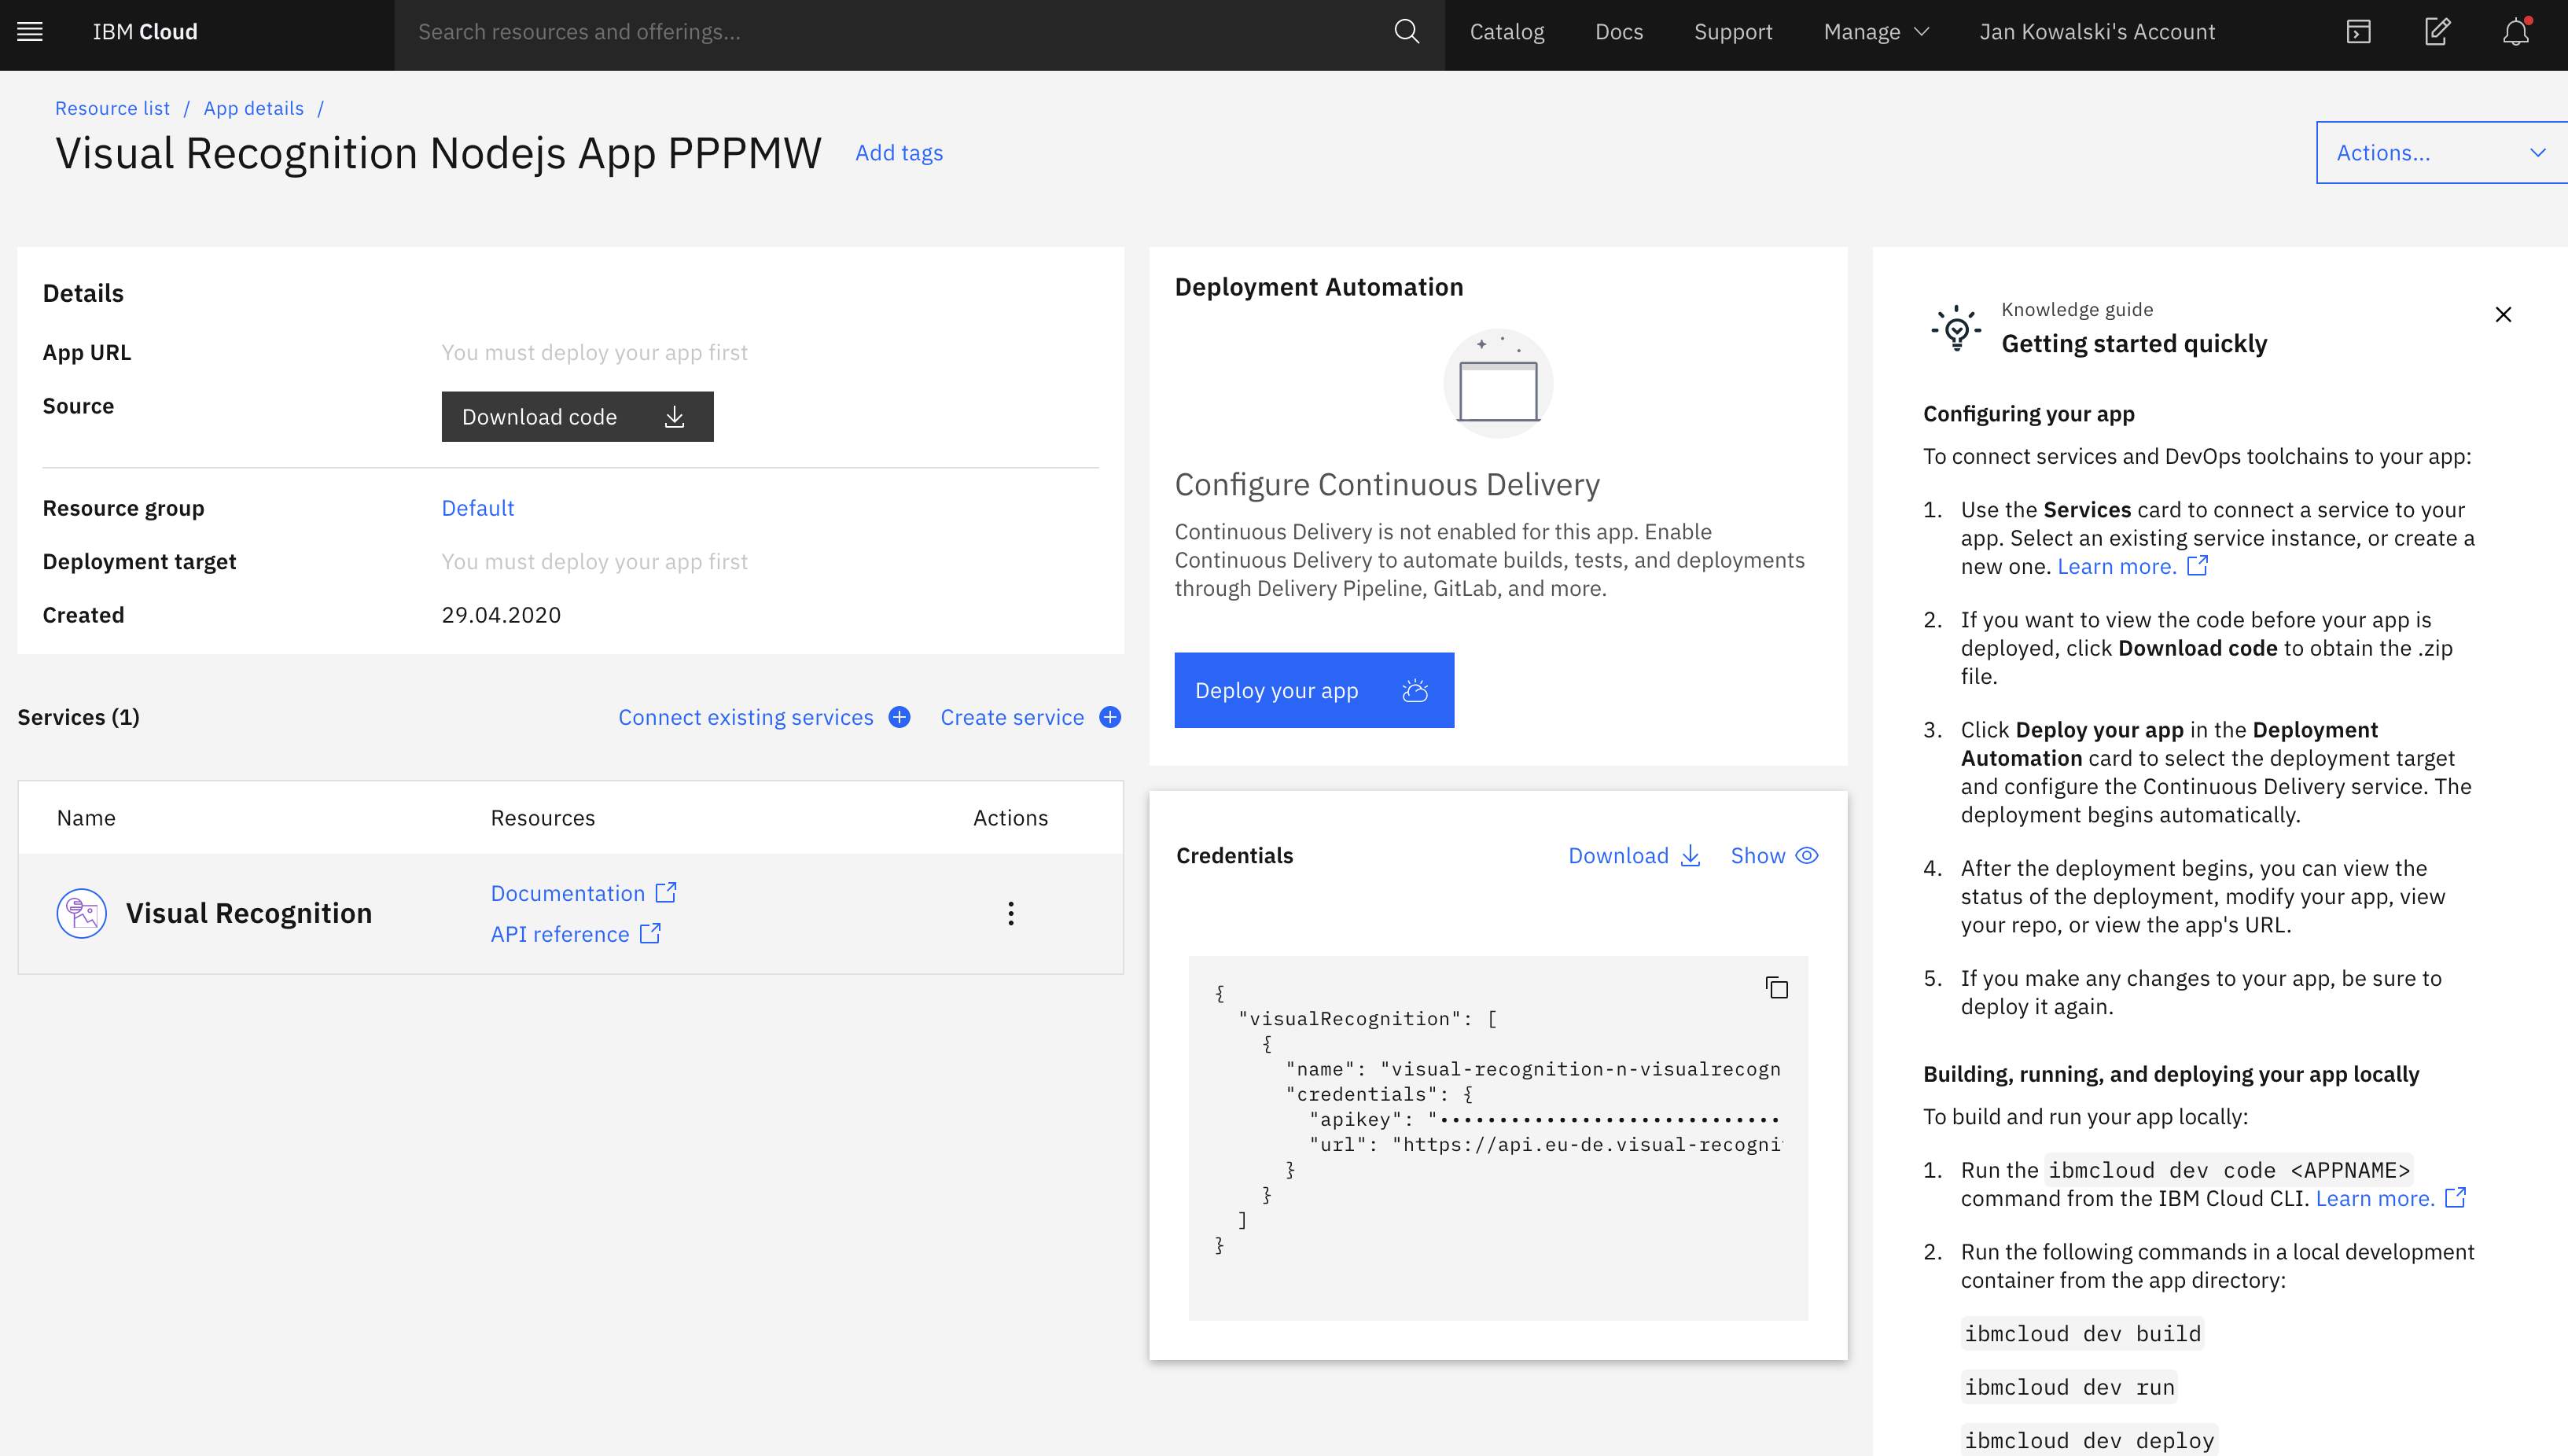 IBM Cloud
Search resources and offerings...
Catalog
Docs
Support
Manage
Jan Kowalski's Account
Resource list / App details /
Visual Recognition Nodejs App PPPMW
Add tags
Actions...
Details
App URL
You must deploy your app first
Source
Download code
Resource group
Default
Deployment target
You must deploy your app first
Created
29.04.2020
Services (1)
Connect existing services
Create service
Name
Resources
Actions
Visual Recognition
Documentation
API reference
Deployment Automation
Configure Continuous Delivery
Continuous Delivery is not enabled for this app. Enable
Continuous Delivery to automate builds, tests, and deployments
through Delivery Pipeline, GitLab, and more.
Deploy your app
Credentials
Download
Show
{
"visualRecognition": [
{
"name": "visual-recognition-n-visualrecogn
"credentials": {
"apikey": "•••••••••••••••••••••••••••••
"url": "https://api.eu-de.visual-recogni
}
}
]
}
Knowledge guide
Getting started quickly
Configuring your app
To connect services and DevOps toolchains to your app:
1. Use the Services card to connect a service to your
app. Select an existing service instance, or create a
new one. Learn more.
2. If you want to view the code before your app is
deployed, click Download code to obtain the .zip
file.
3. Click Deploy your app in the Deployment
Automation card to select the deployment target
and configure the Continuous Delivery service. The
deployment begins automatically.
4. After the deployment begins, you can view the
status of the deployment, modify your app, view
your repo, or view the app's URL.
5. If you make any changes to your app, be sure to
deploy it again.
Building, running, and deploying your app locally
To build and run your app locally:
1. Run the ibmcloud dev code <APPNAME>
command from the IBM Cloud CLI. Learn more.
2. Run the following commands in a local development
container from the app directory:
ibmcloud dev build
ibmcloud dev run
ibmcloud dev deploy